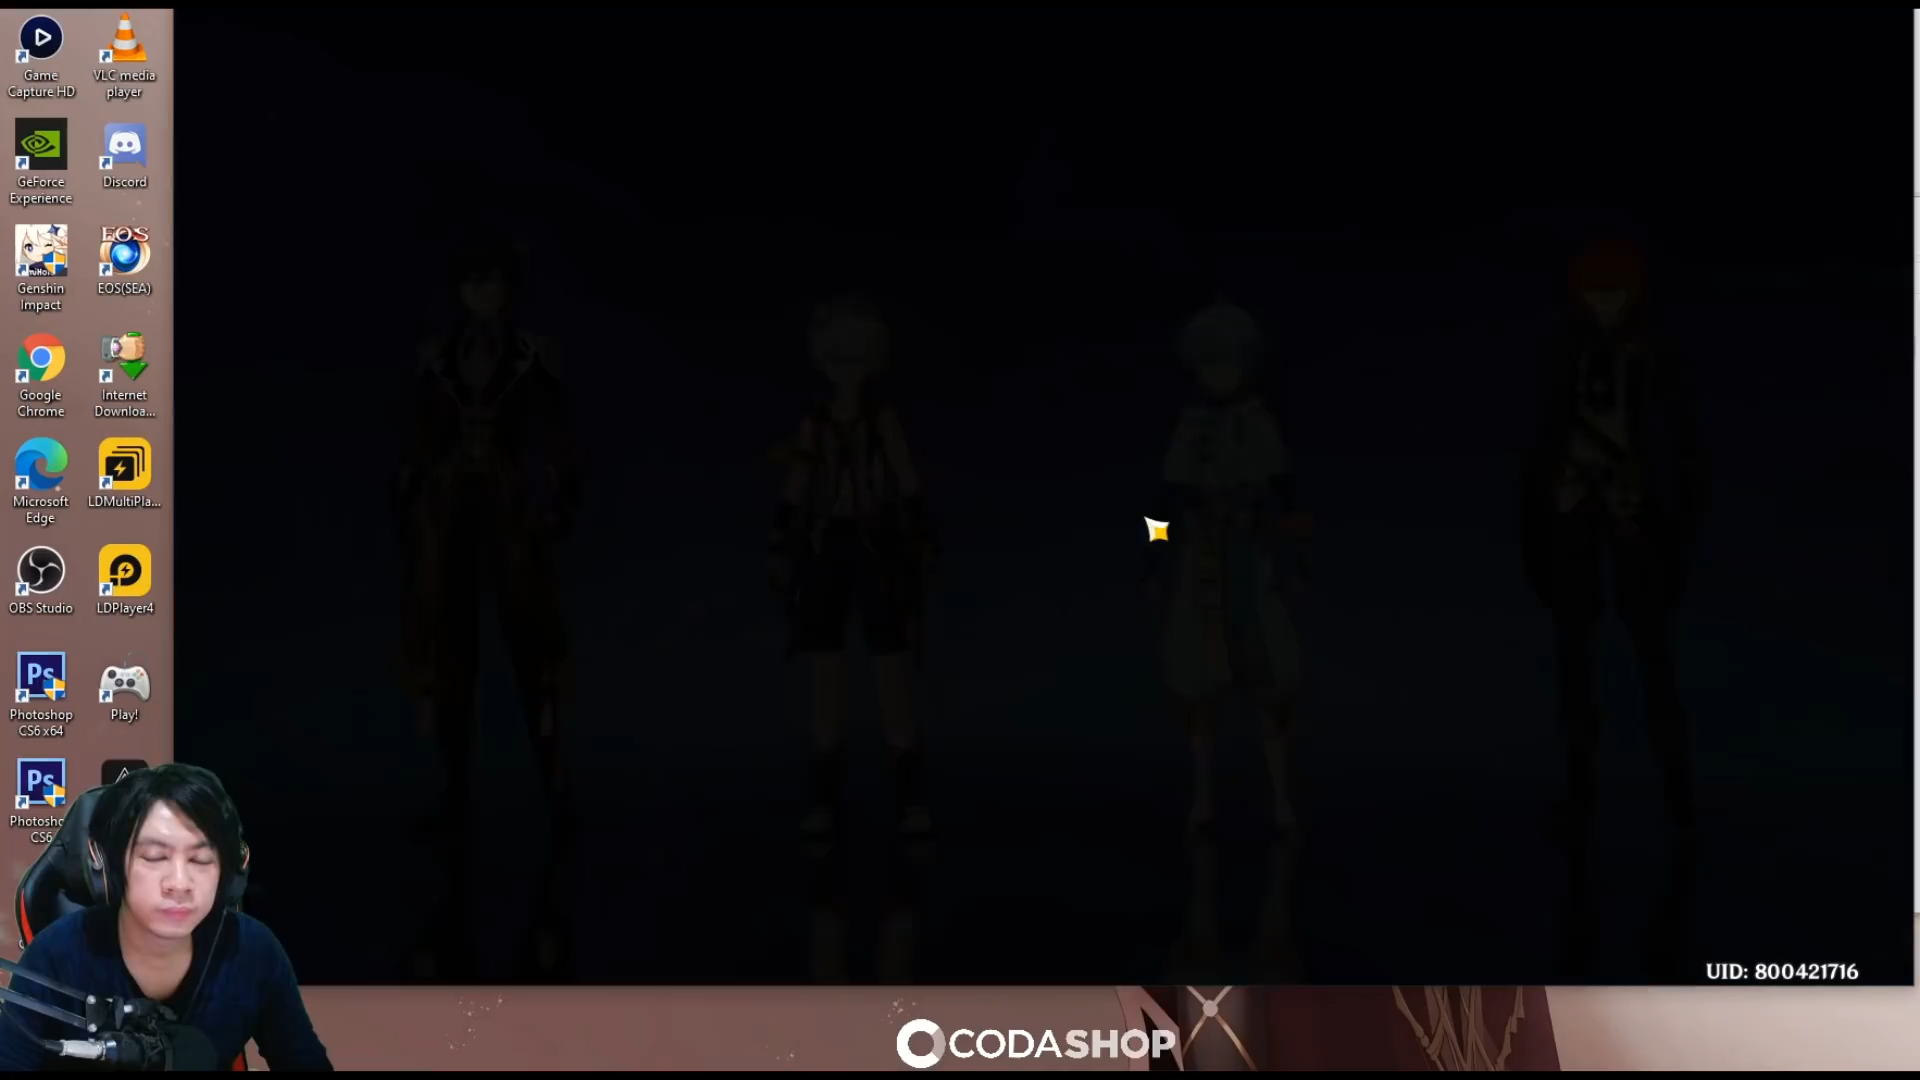 Game
Capture HD
VLC media
player
GeForce
Experience
Discord
Genshin
Impact
EOS
EOS(SEA)
Google
Chrome
Internet
Downloa...
Microsoft
Edge
LDMultiPla...
OBS Studio
LDPlayer4
Ps
Photoshop
CS6 x64
Play!
Ps
Photosho
CS6
UID: 800421716
CODASHOP